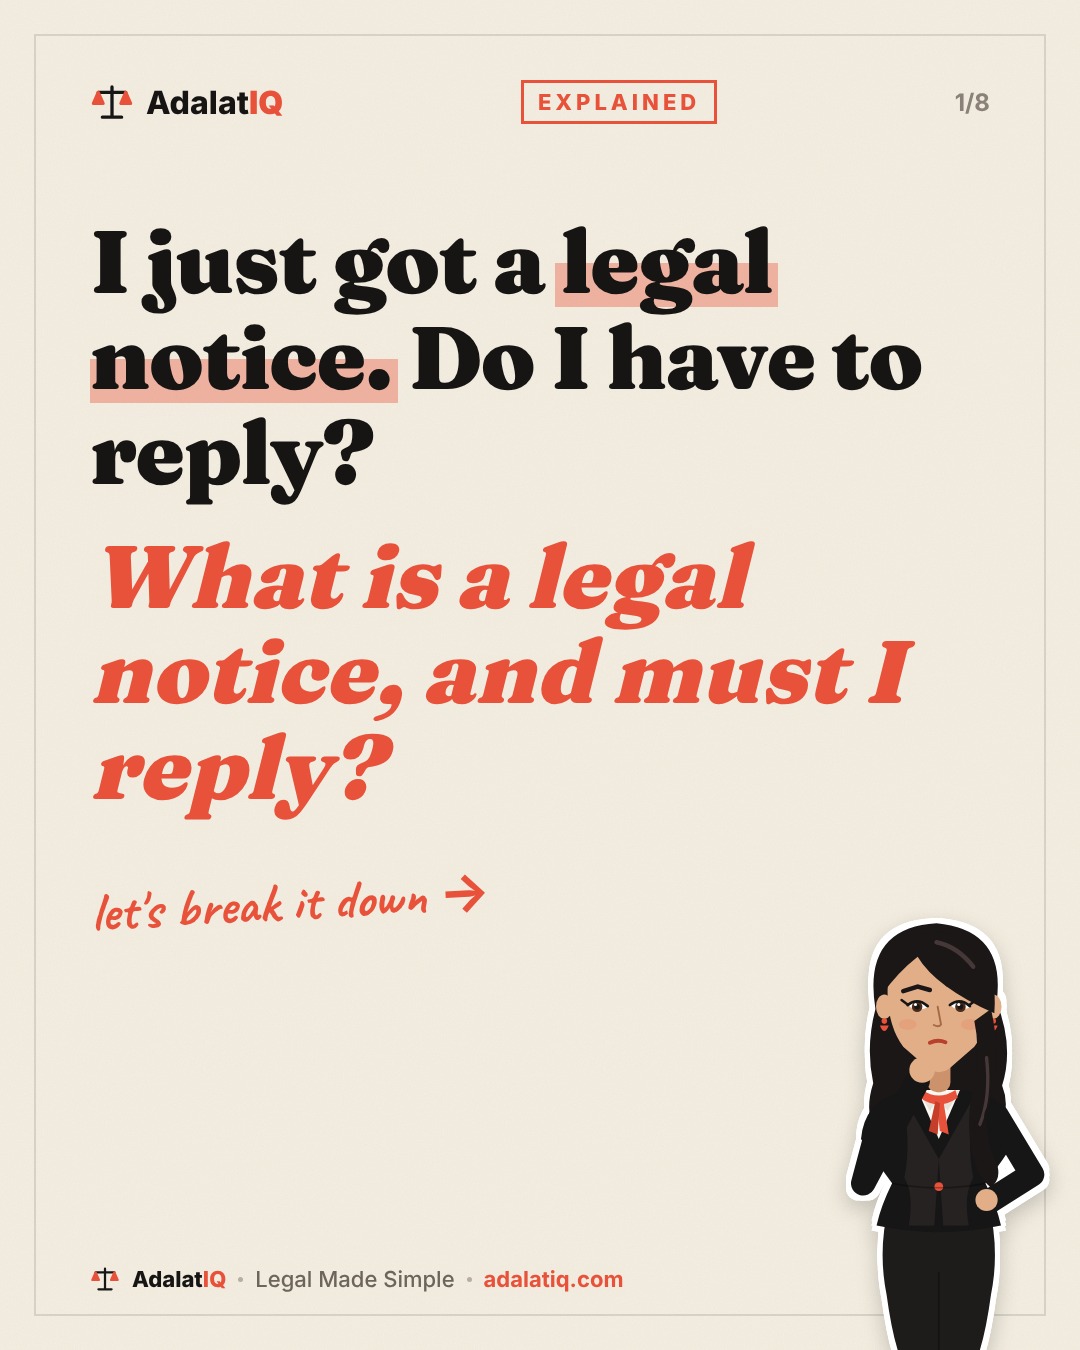 AdalatIQ
EXPLAINED
1/8
I just got a legal
notice. Do I have to
reply?
What is a legal
notice, and must I
reply?
let's break it down →
AdalatIQ • Legal Made Simple • adalatiq.com